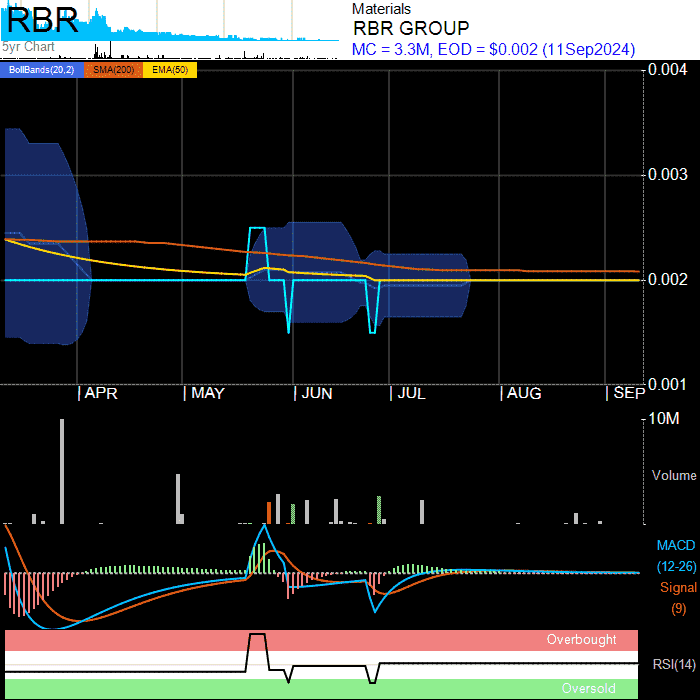 RBR
5yr Chart
Materials
RBR GROUP
MC = 3.3M, EOD = $0.002 (11Sep2024)
BollBands(20,2) SMA(200) EMA(50)
0.004
0.003
0.002
0.001
APR MAY JUN JUL AUG SEP
10M
Volume
MACD
(12-26)
Signal
(9)
Overbought
RSI(14)
Oversold